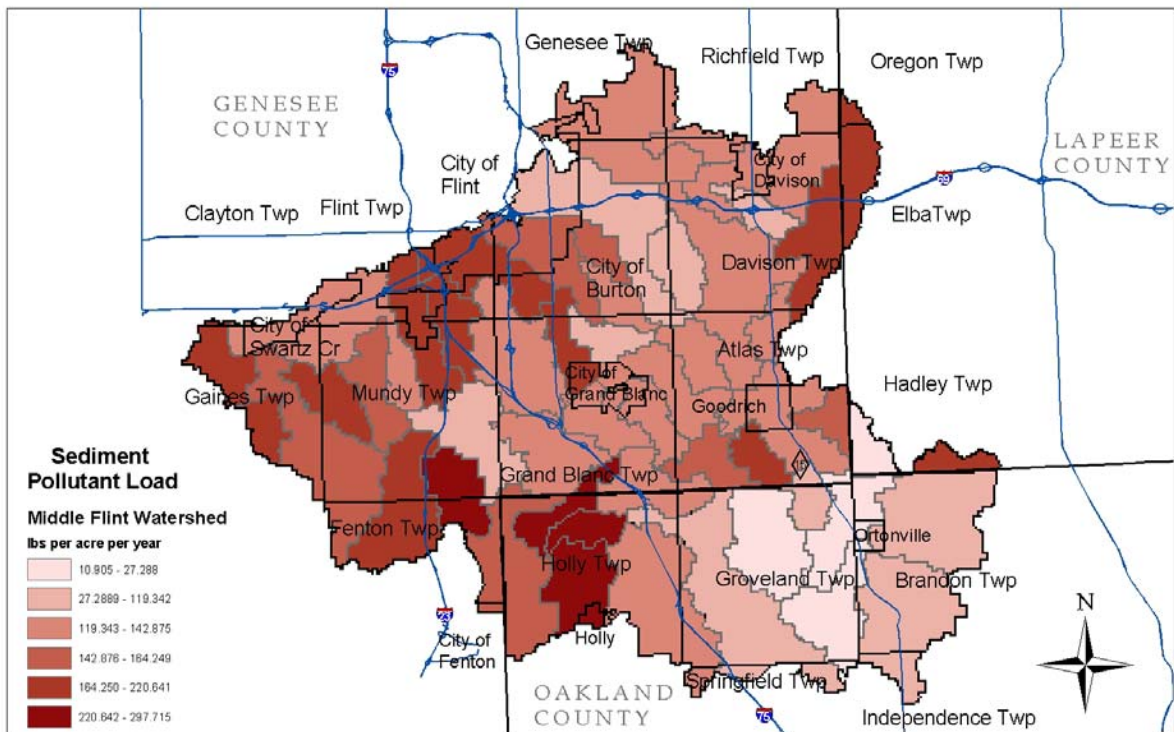 Genesee Twp
Richfield Twp
Oregon Twp
75
GENESEE
COUNTY
LAPEER
COUNTY
City of
Flint
City of
Davison
69
Clayton Twp
Flint Twp
ElbaTwp
City of
Burton
Davison Twp
City of
Swartz Cr
Atlas Twp
Gaines Twp
Mundy Twp
City of
Grand Blanc
Goodrich
Hadley Twp
Sediment
Pollutant Load
Middle Flint Watershed
lbs per acre per year
10.905 - 27.288
27.2889 - 119.342
119.343 - 142.875
142.876 - 164.249
164.250 - 220.641
220.642 - 297.715
Grand Blanc Twp
15
Fenton Twp
Ortonville
Holly Twp
Groveland Twp
Brandon Twp
23
City of
Fenton
Holly
N
OAKLAND
COUNTY
Springfield Twp
75
Independence Twp